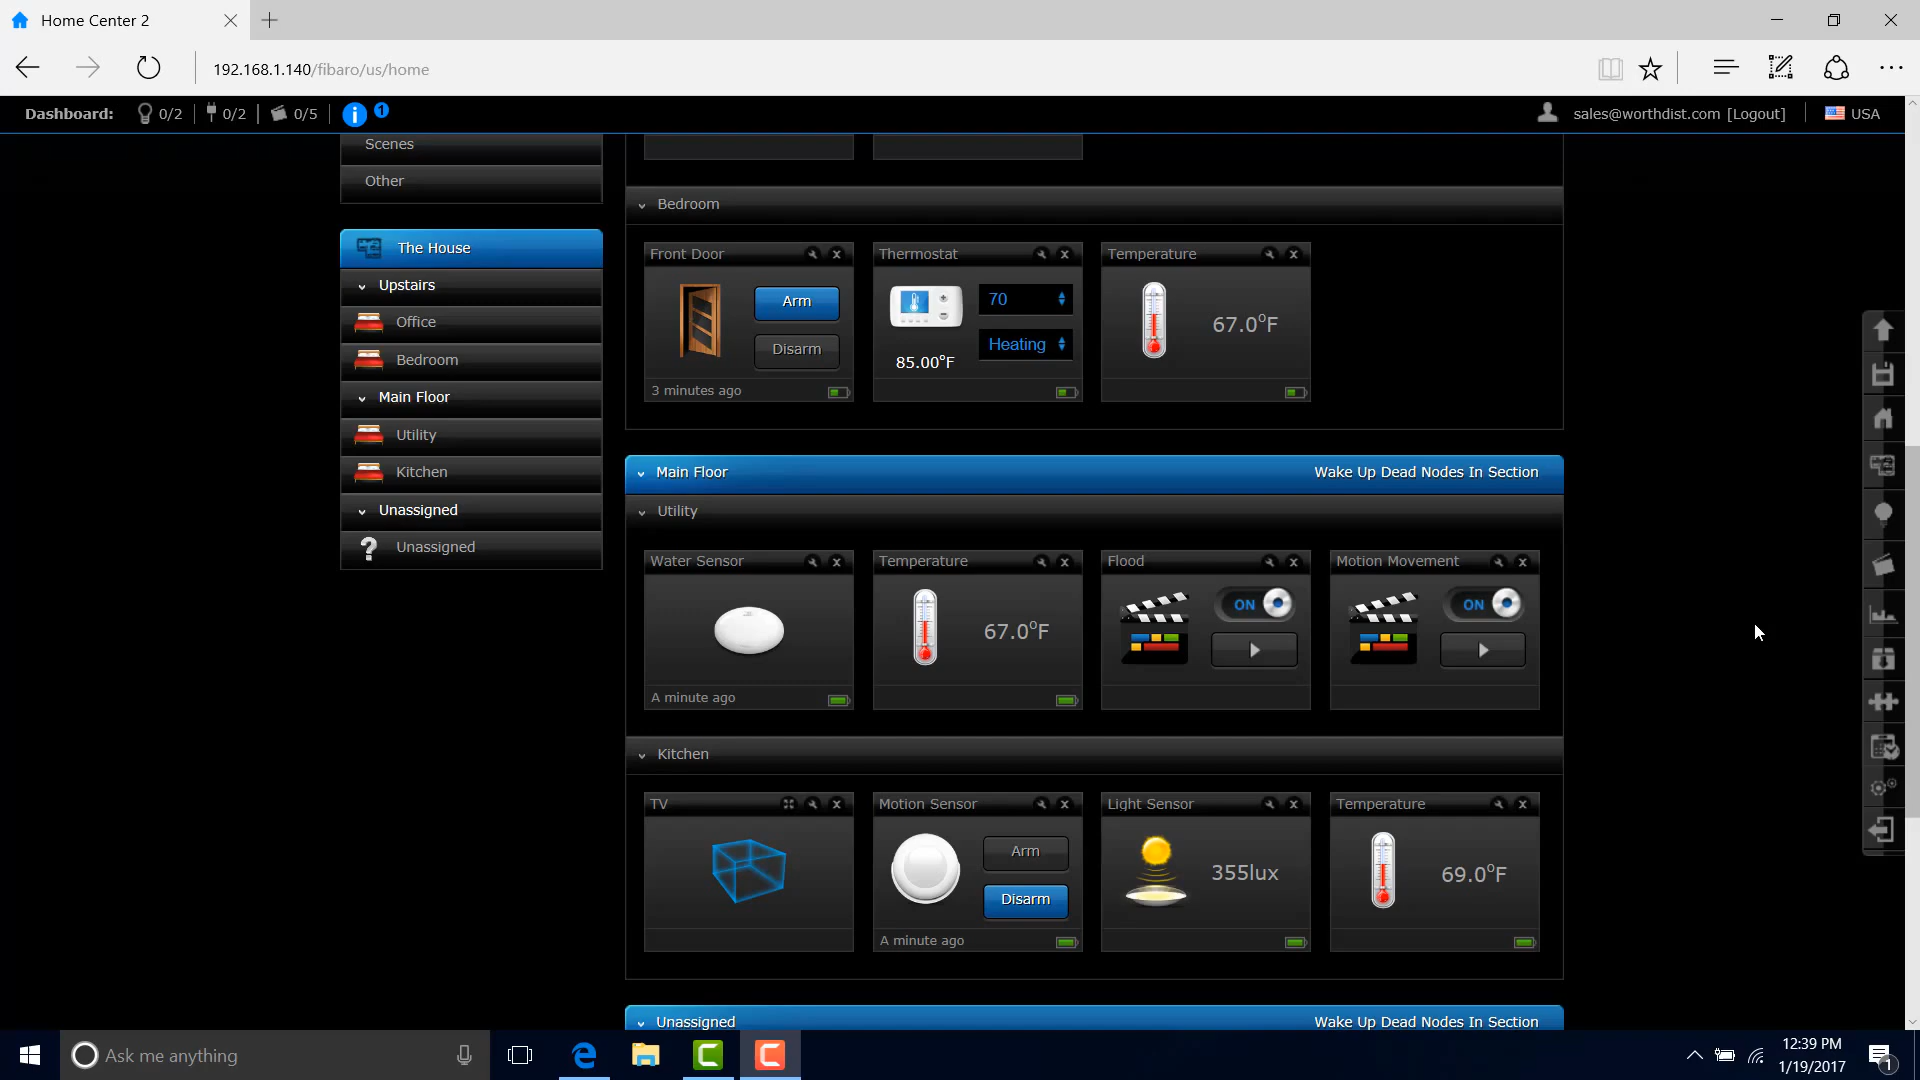 Home Center 2
192.168.1.140/fibaro/us/home
Dashboard: 0/2 0/2 0/5 i 1
sales@worthdist.com [Logout] USA
Scenes
Other
The House
Upstairs
Office
Bedroom
Main Floor
Utility
Kitchen
Unassigned
? Unassigned
Bedroom
Front Door
Arm
Disarm
3 minutes ago
Thermostat
70
Heating
85.00°F
Temperature
67.0°F
Main Floor Wake Up Dead Nodes In Section
Utility
Water Sensor
A minute ago
Temperature
67.0°F
Flood
ON
Motion Movement
ON
Kitchen
TV
Motion Sensor
Arm
Disarm
A minute ago
Light Sensor
355lux
Temperature
69.0°F
Unassigned Wake Up Dead Nodes In Section
Ask me anything
12:39 PM
1/19/2017
1